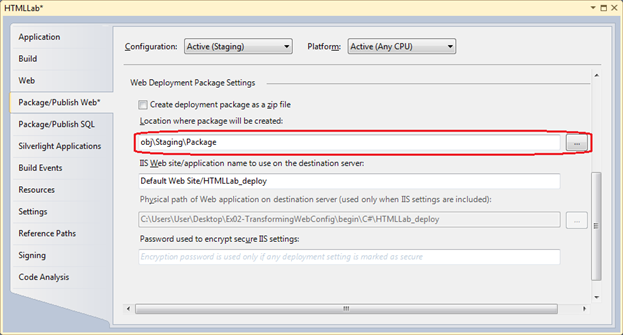 HTMLLab*
Application
Build
Web
Package/Publish Web*
Package/Publish SQL
Silverlight Applications
Build Events
Resources
Settings
Reference Paths
Signing
Code Analysis
Configuration: Active (Staging) Platform: Active (Any CPU)
Web Deployment Package Settings
Create deployment package as a zip file
Location where package will be created:
obj\Staging\Package
...
IIS Web site/application name to use on the destination server:
Default Web Site/HTMLLab_deploy
Physical path of Web application on destination server (used only when IIS settings are included):
C:\Users\User\Desktop\Ex02-TransformingWebConfig\begin\C#\HTMLLab_deploy
...
Password used to encrypt secure IIS settings:
Encryption password is used only if any deployment setting is marked as secure